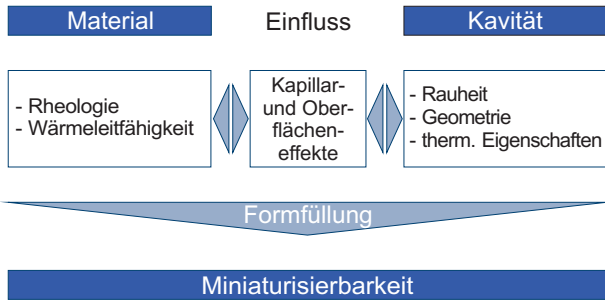 Material
Einfluss
Kavität
- Rheologie
- Wärmeleitfähigkeit
Kapillar-
und Ober-
flächen-
effekte
- Rauheit
- Geometrie
- therm. Eigenschaften
Formfüllung
Miniaturisierbarkeit